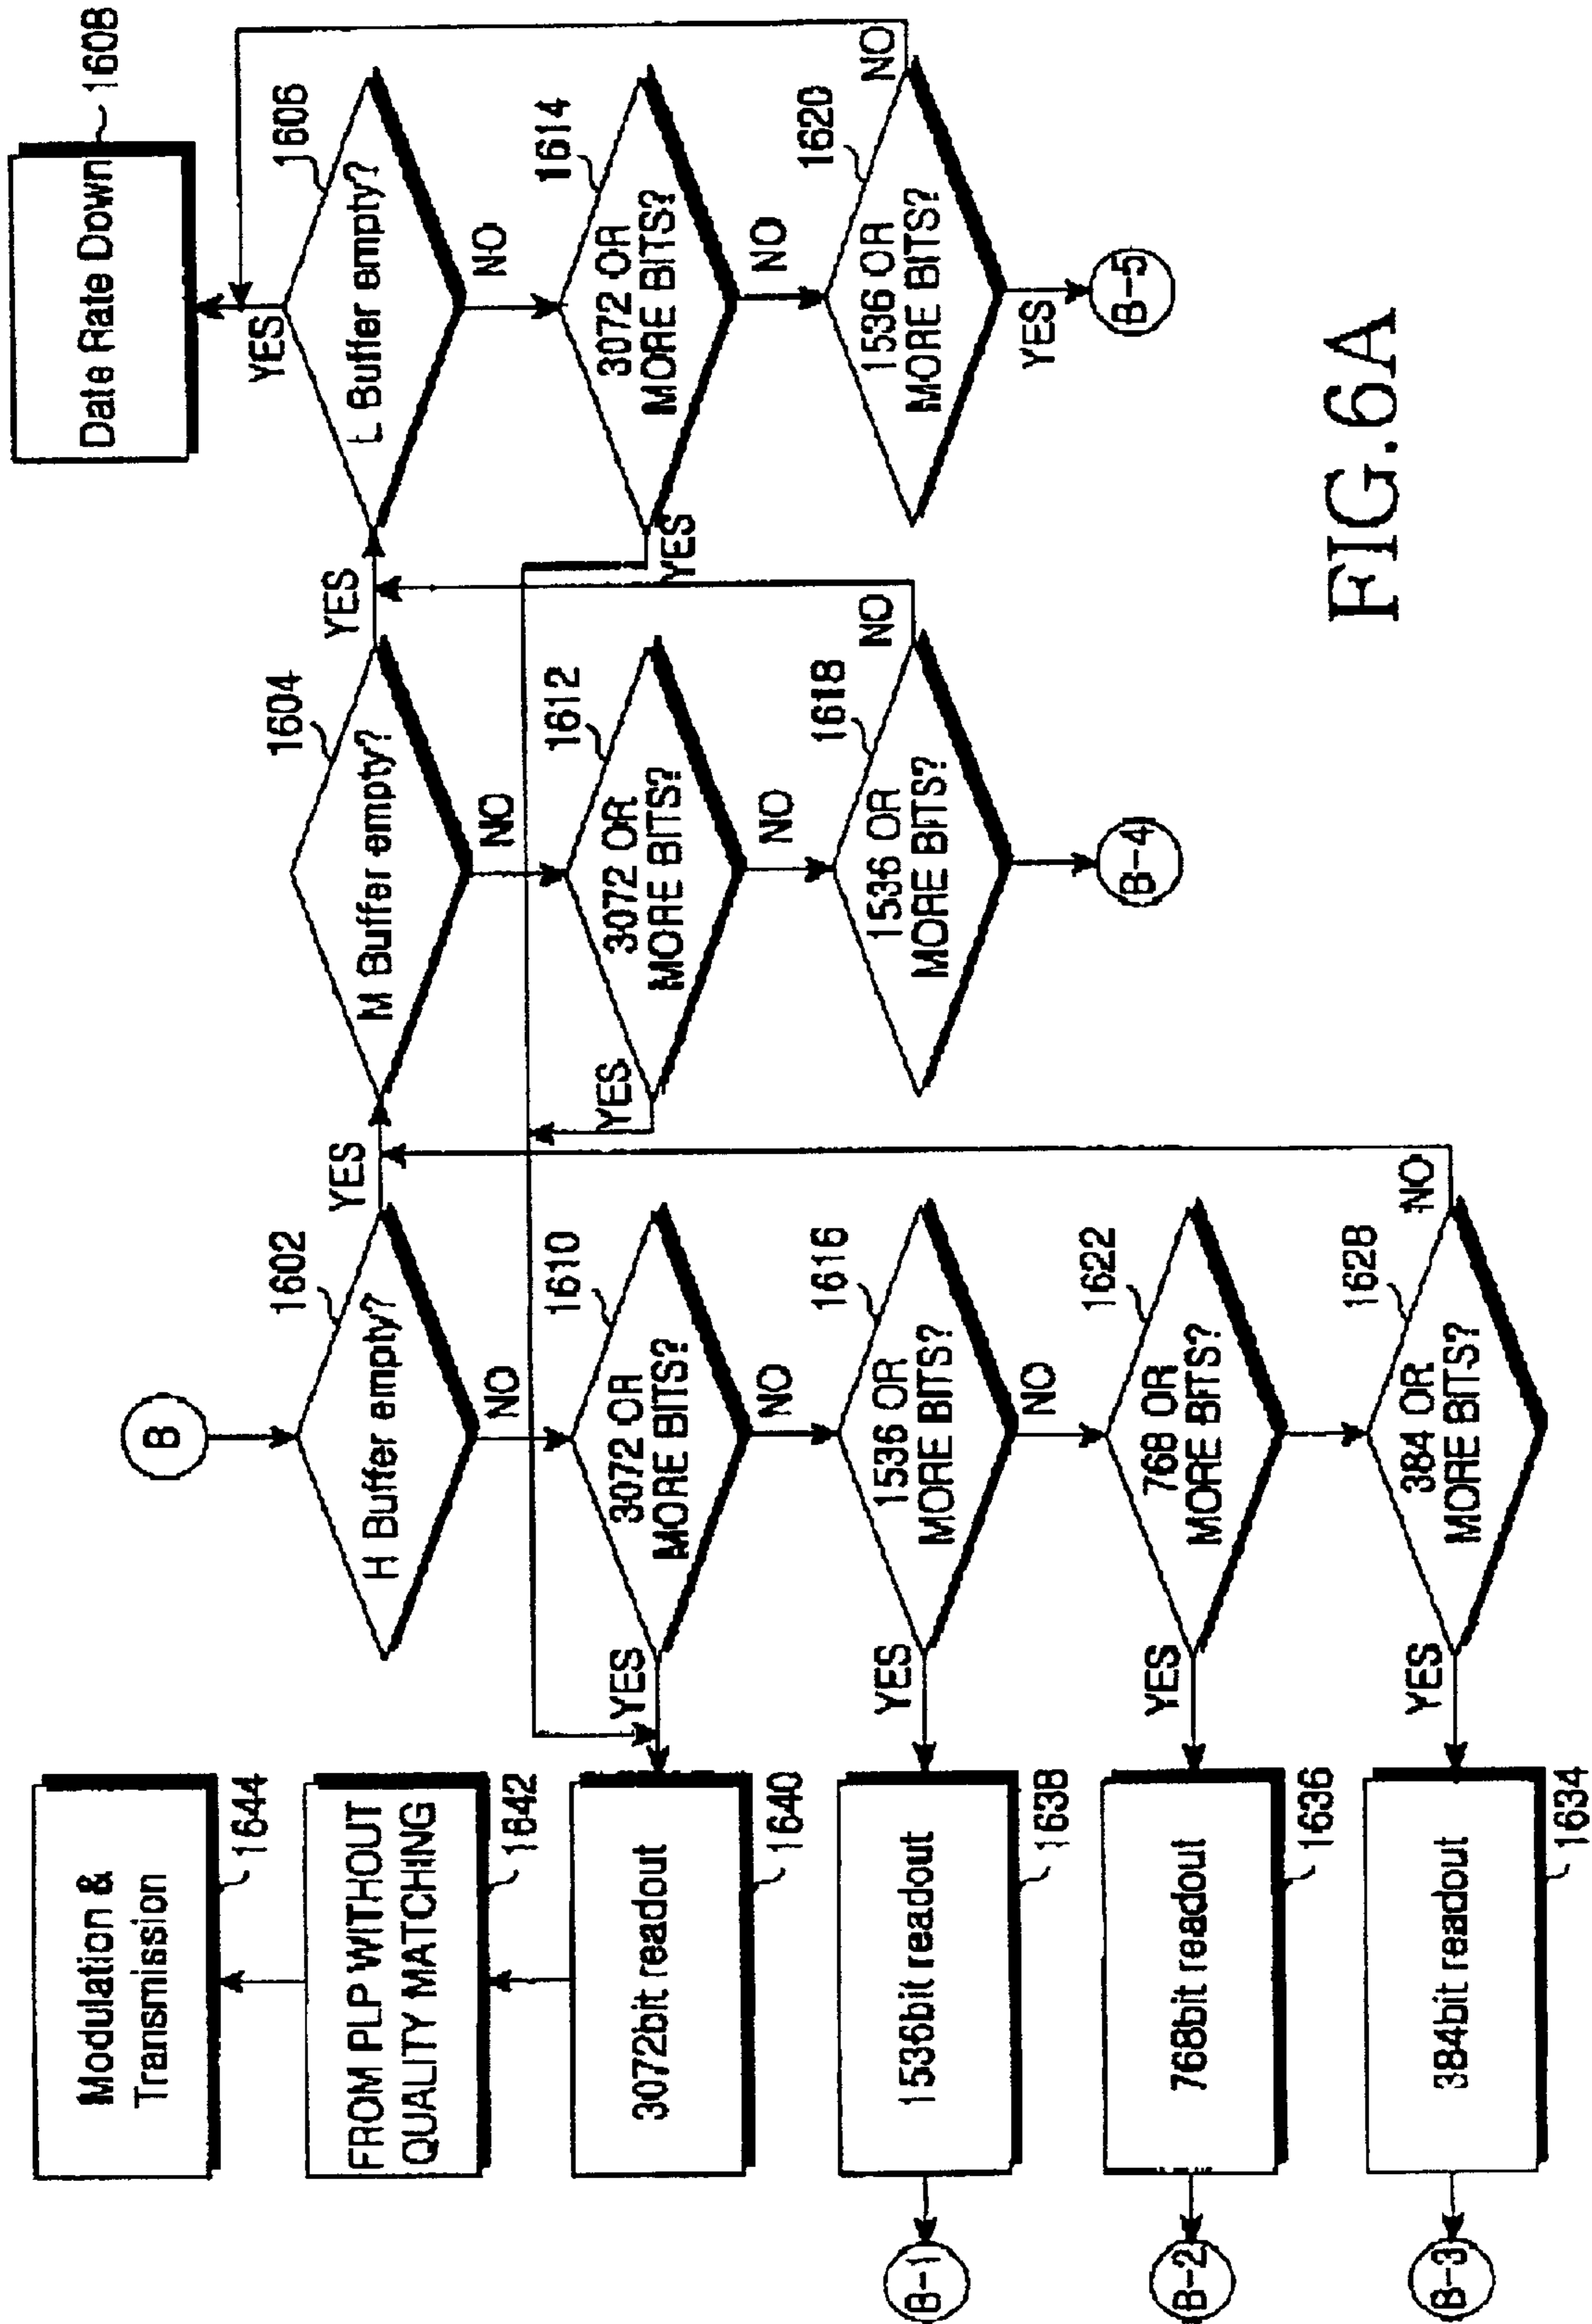 B
H Buffer empty?
1602
YES
NO
M Buffer empty?
1604
YES
NO
L Buffer empty?
1606
YES
NO
Date Rate Down
1608
3072 OR
MORE BITS?
1610
YES
NO
3072 OR
MORE BITS?
1612
YES
NO
3072 OR
MORE BITS?
1614
YES
NO
1536 OR
MORE BITS?
1616
YES
NO
1536 OR
MORE BITS?
1618
NO
B-4
1536 OR
MORE BITS?
1620
NO
YES
B-5
768 OR
MORE BITS?
1622
YES
384 OR
MORE BITS?
1628
YES
NO
Modulation &
Transmission
1644
FROM PLP WITHOUT
QUALITY MATCHING
1642
3072bit readout
1640
1536bit readout
1638
B-1
768bit readout
1636
B-2
384bit readout
1634
B-3
FIG.6A